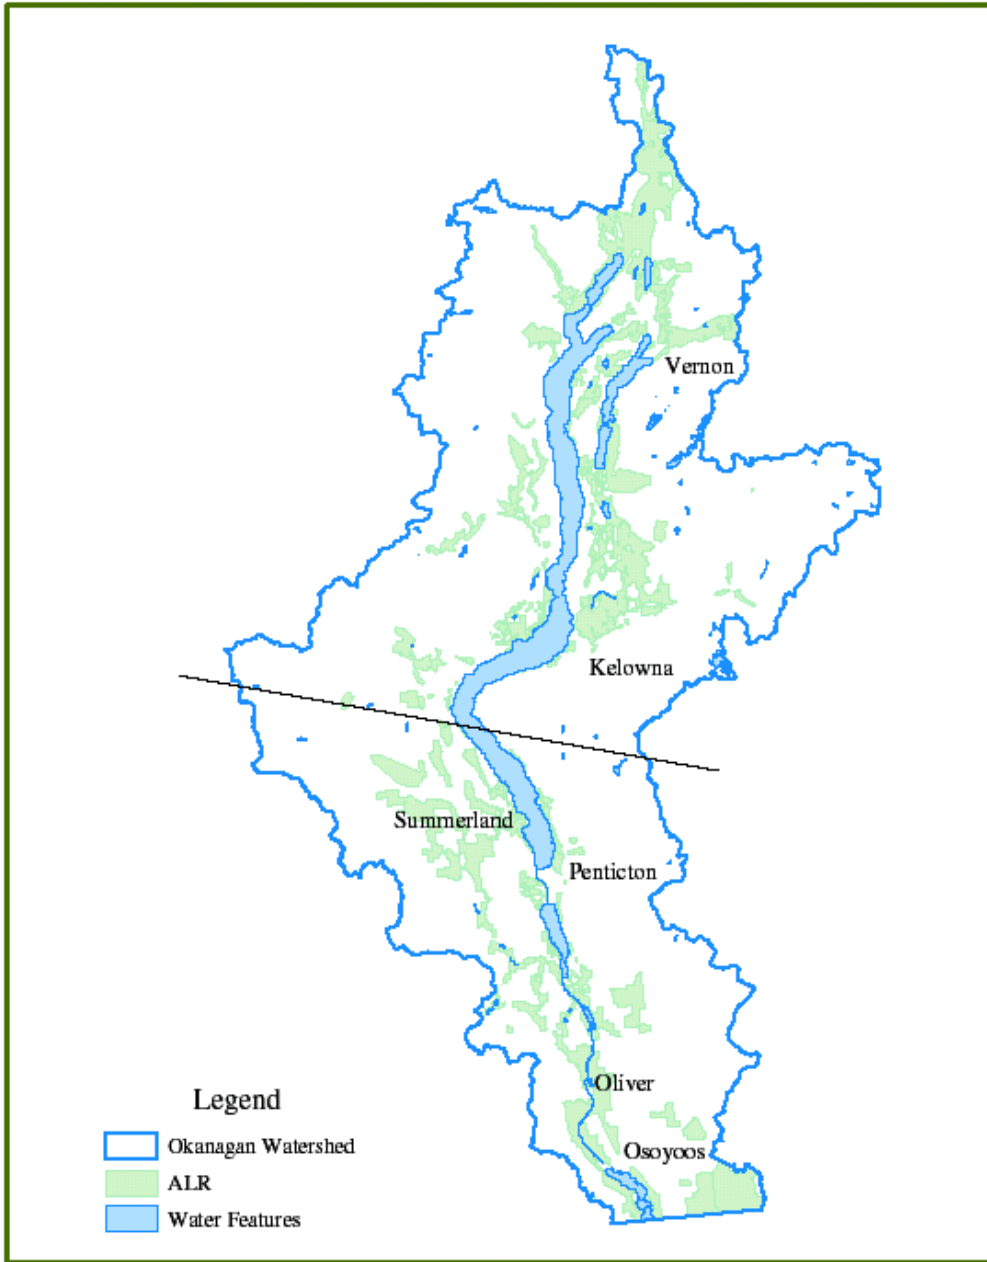 Vernon
Kelowna
Summerland
Penticton
Oliver
Osoyoos
Legend
Okanagan Watershed
ALR
Water Features